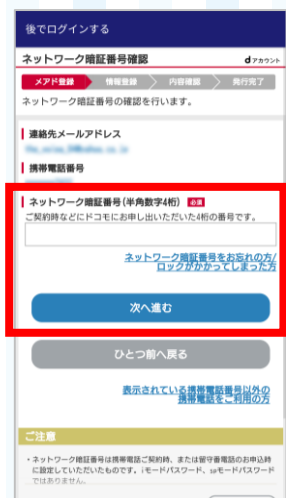 後でログインする
ネットワーク暗証番号確認
dアカウント
メアド登録 情報登録 内容確認 発行完了
ネットワーク暗証番号の確認を行います。
連絡先メールアドレス
携帯電話番号
ネットワーク暗証番号(半角数字4桁) 必須
ご契約時などにドコモにお申し出いただいた4桁の番号です。
ネットワーク暗証番号をお忘れの方/
ロックがかかってしまった方
次へ進む
ひとつ前へ戻る
表示されている携帯電話番号以外の
携帯電話をご利用の方
ご注意
・ネットワーク暗証番号は携帯電話ご契約時、または留守番電話のお申込時
に設定していただいたものです。iモードパスワード、spモードパスワード
ではありません。